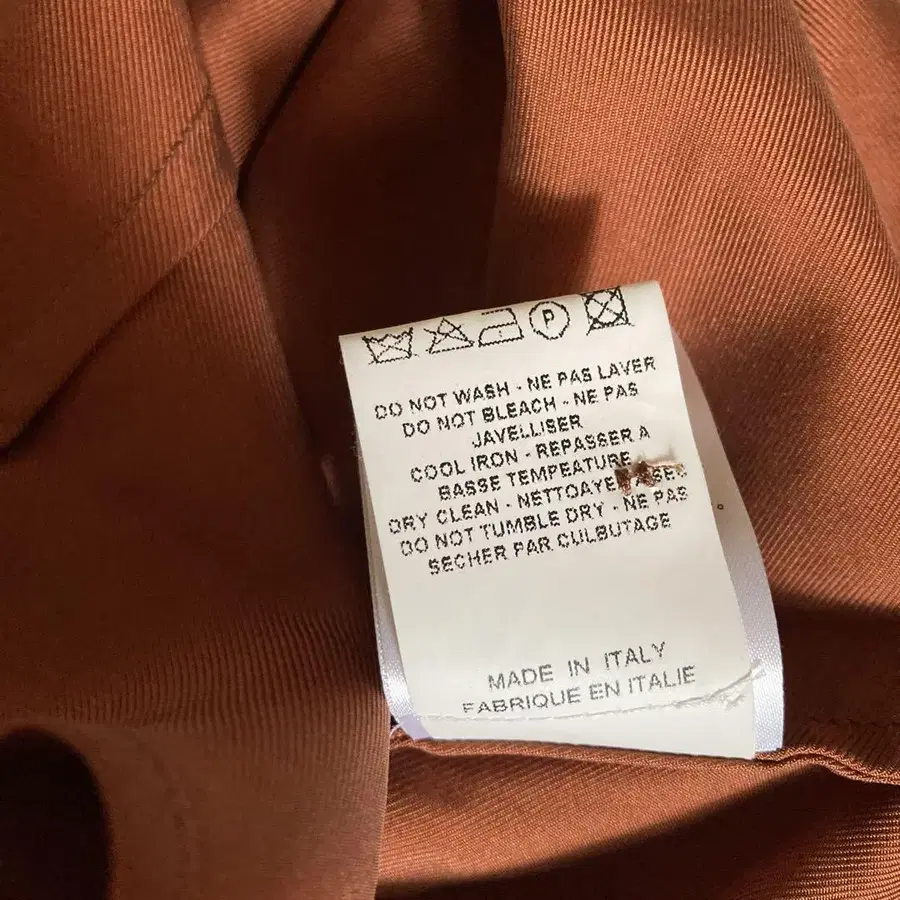 P
DO NOT WASH - NE PAS LAVER
DO NOT BLEACH - NE PAS
JAVELLISER
COOL IRON - REPASSER A
BASSE TEMPEATURE
DRY CLEAN - NETTOAYER A SEC
DO NOT TUMBLE DRY - NE PAS
SECHER PAR CULBUTAGE
MADE IN ITALY
FABRIQUE EN ITALIE